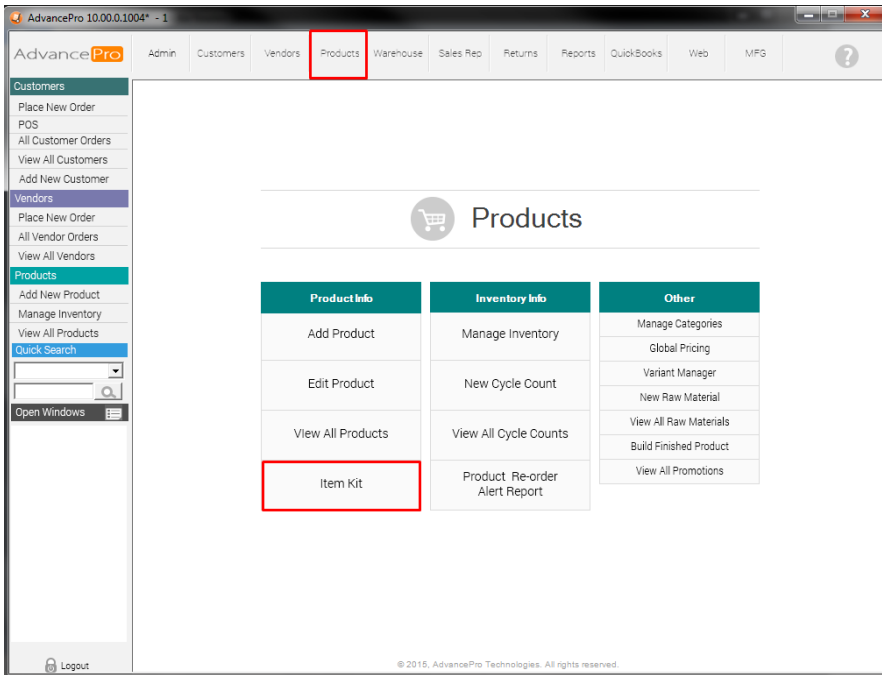 AdvancePro 10.00.0.1004* - 1
AdvancePro
Admin
Customers
Vendors
Products
Warehouse
Sales Rep
Returns
Reports
QuickBooks
Web
MFG
?
Customers
Place New Order
POS
All Customer Orders
View All Customers
Add New Customer
Vendors
Place New Order
All Vendor Orders
View All Vendors
Products
Add New Product
Manage Inventory
View All Products
Quick Search
Open Windows
Logout
Products
Product Info
Add Product
Edit Product
VIew All Products
Item Kit
Inventory Info
Manage Inventory
New Cycle Count
View All Cycle Counts
Product Re-order
Alert Report
Other
Manage Categories
Global Pricing
Variant Manager
New Raw Material
View All Raw Materials
Build Finished Product
View All Promotions
© 2015, AdvancePro Technologies. All rights reserved.